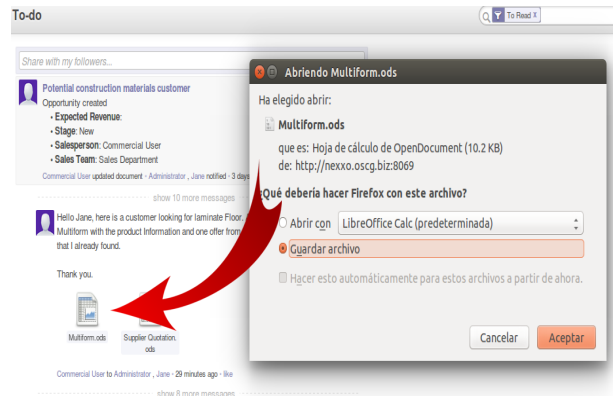 To-do
To Read x
Share with my followers...
Potential construction materials customer
Opportunity created
• Expected Revenue:
• Stage: New
• Salesperson: Commercial User
• Sales Team: Sales Department
Commercial User updated document - Administrator , Jane notified - 3 days
show 10 more messages
Hello Jane, here is a customer looking for laminate Floor.
Multiform with the product Information and one offer from
that I already found.
Thank you.
Multiform.ods
Supplier Quotation.
ods
Commercial User to Administrator , Jane - 29 minutes ago - like
show 8 more messages
Abriendo Multiform.ods
Ha elegido abrir:
Multiform.ods
que es: Hoja de cálculo de OpenDocument (10.2 KB)
de: http://nexxo.oscg.biz:8069
¿Qué debería hacer Firefox con este archivo?
Abrir con LibreOffice Calc (predeterminada)
Guardar archivo
Hacer esto automáticamente para estos archivos a partir de ahora.
Cancelar
Aceptar